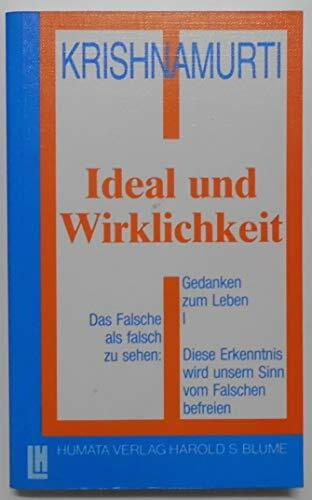 KRISHNAMURTI
Ideal und
Wirklichkeit
Gedanken
zum Leben
I
Das Falsche
als falsch
zu sehen:
Diese Erkenntnis
wird unsern Sinn
vom Falschen
befreien
LH
HUMATA VERLAG HAROLD S. BLUME